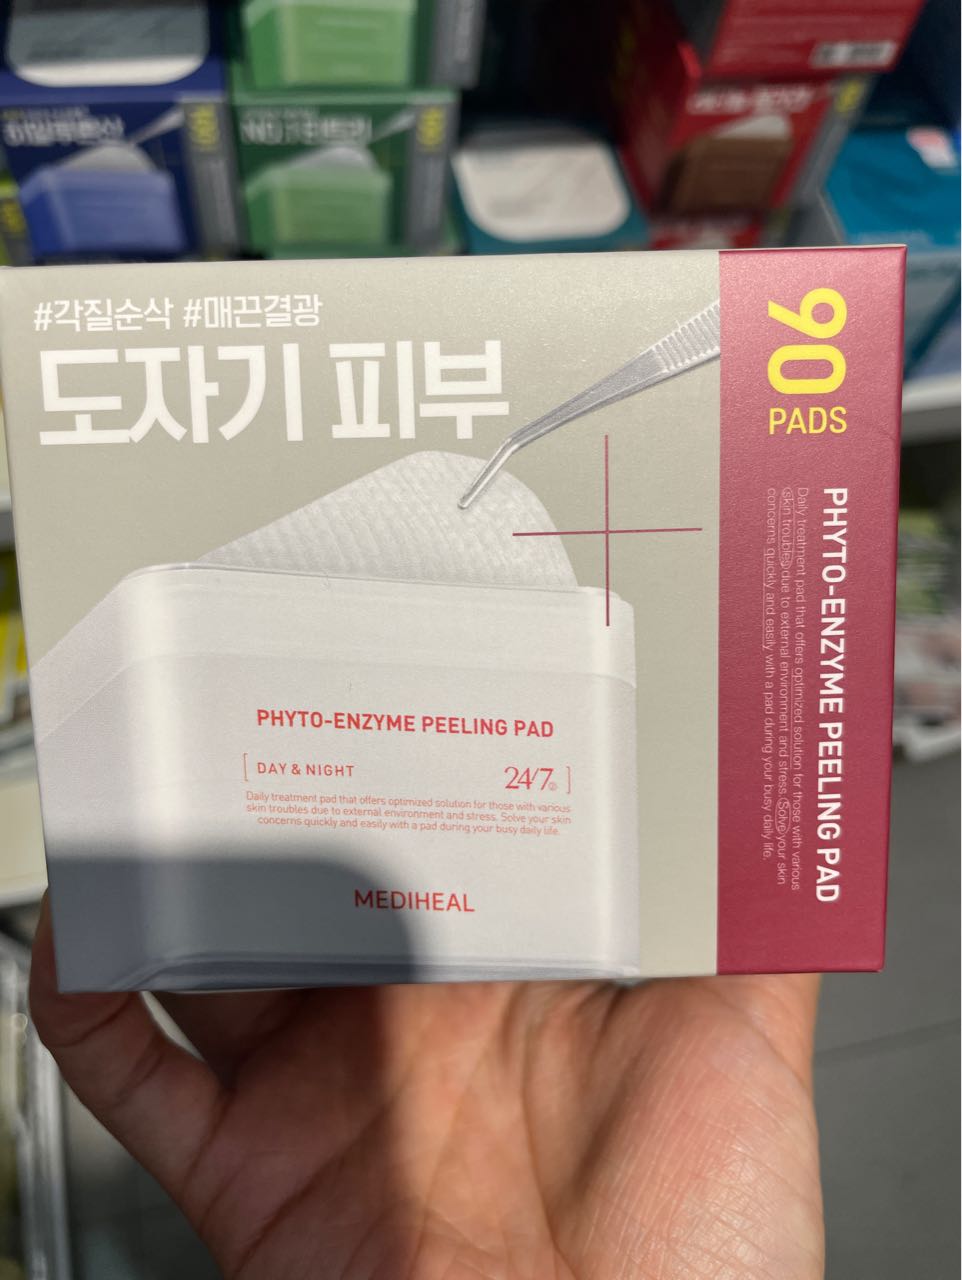 NO.1
#각질순삭 #매끈결광
도자기 피부
PHYTO-ENZYME PEELING PAD
[ DAY & NIGHT 24/7 ]
Daily treatment pad that offers optimized solution for those with various
skin troubles due to external environment and stress. Solve your skin
concerns quickly and easily with a pad during your busy daily life.
MEDIHEAL
90
PADS
PHYTO-ENZYME PEELING PAD
Daily treatment pad that offers optimized solution for those with various
skin troubles due to external environment and stress. Solve your skin
concerns quickly and easily with a pad during your busy daily life.